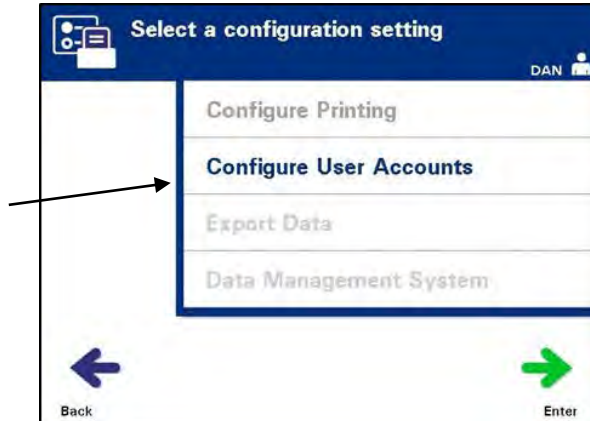 Select a configuration setting
DAN
Configure Printing
Configure User Accounts
Export Data
Data Management System
Back
Enter